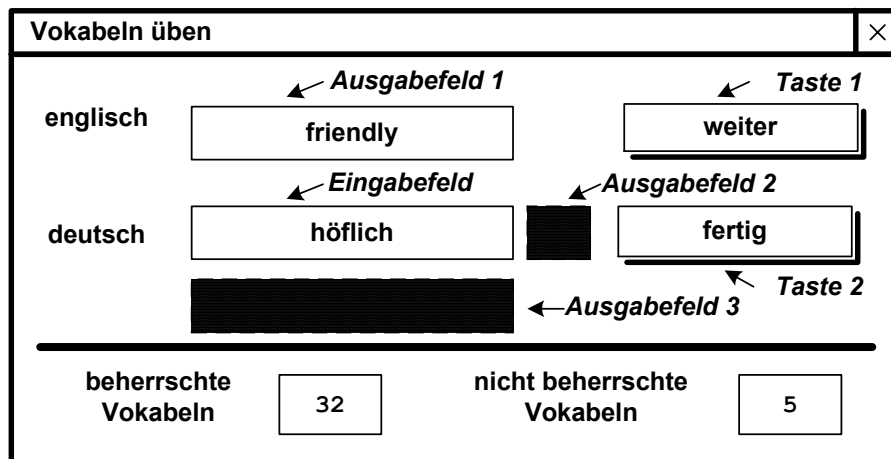 Vokabeln üben
Ausgabefeld 1
Taste 1
englisch
friendly
weiter
Eingabefeld
Ausgabefeld 2
deutsch
höflich
fertig
Taste 2
Ausgabefeld 3
beherrschte
Vokabeln
32
nicht beherrschte
Vokabeln
5